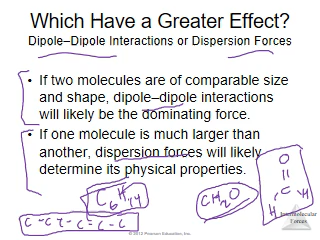 Which Have a Greater Effect?
Dipole–Dipole Interactions or Dispersion Forces
• If two molecules are of comparable size
and shape, dipole–dipole interactions
will likely be the dominating force.
• If one molecule is much larger than
another, dispersion forces will likely
determine its physical properties.
C6H14
CH2O
O
||
C
H H
Intermolecular
Forces
C-C-C-C-C-C
© 2012 Pearson Education, Inc.